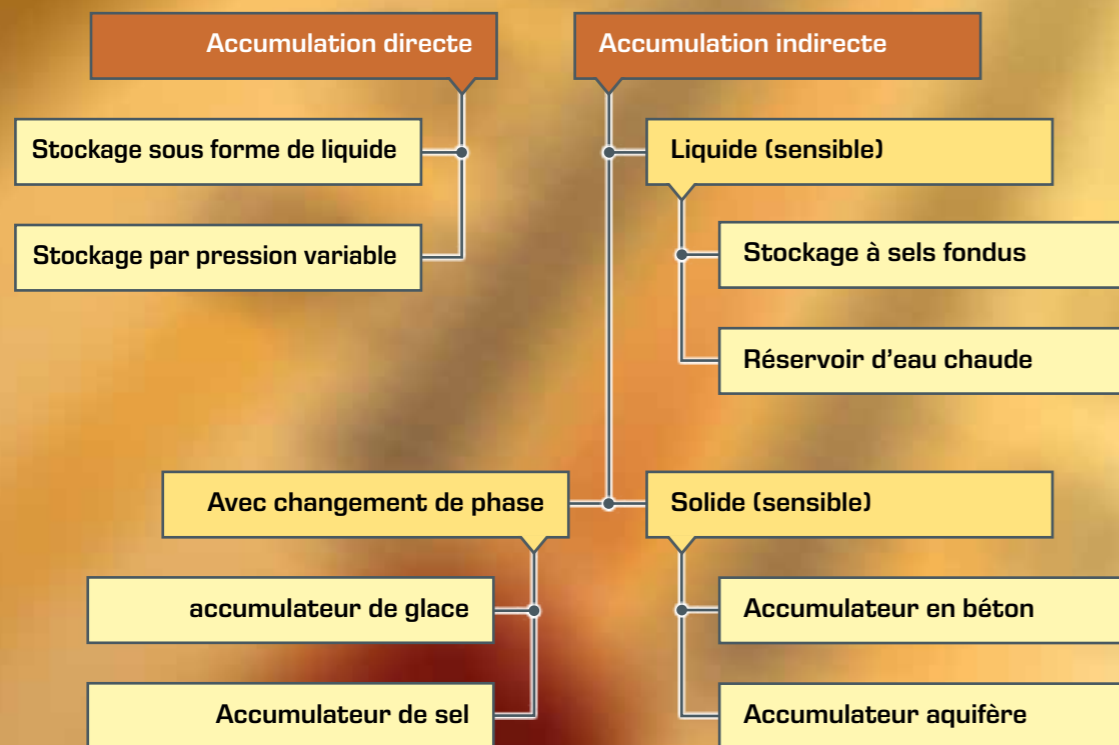 Accumulation directe
Stockage sous forme de liquide
Stockage par pression variable
Accumulation indirecte
Liquide (sensible)
Stockage à sels fondus
Réservoir d’eau chaude
Avec changement de phase
accumulateur de glace
Accumulateur de sel
Solide (sensible)
Accumulateur en béton
Accumulateur aquifère